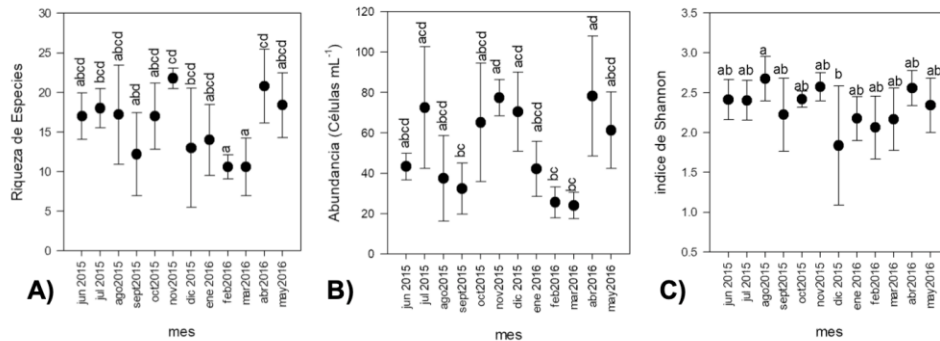 30
25
20
15
10
5
0
Riqueza de Especies
abcd
bcd
abcd
abd
abcd
cd
abcd
abcd
a
a
cd
abcd
jun 2015
jul 2015
ago2015
sept2015
oct2015
nov2015
dic 2015
ene 2016
feb2016
mar2016
abr2016
may2016
mes
A)
120
100
80
60
40
20
0
Abundancia (Células mL⁻¹)
abcd
acd
abcd
bc
abcd
ad
abcd
abcd
bc
bc
ad
abcd
jun 2015
jul 2015
ago2015
sept2015
oct2015
nov2015
dic 2015
ene 2016
feb2016
mar2016
abr2016
may2016
mes
B)
3.5
3.0
2.5
2.0
1.5
1.0
0.5
indice de Shannon
ab
ab
a
ab
ab
ab
b
ab
ab
ab
ab
ab
jun 2015
jul 2015
ago2015
sept2015
oct2015
nov2015
dic 2015
ene 2016
feb2016
mar2016
abr2016
may2016
mes
C)